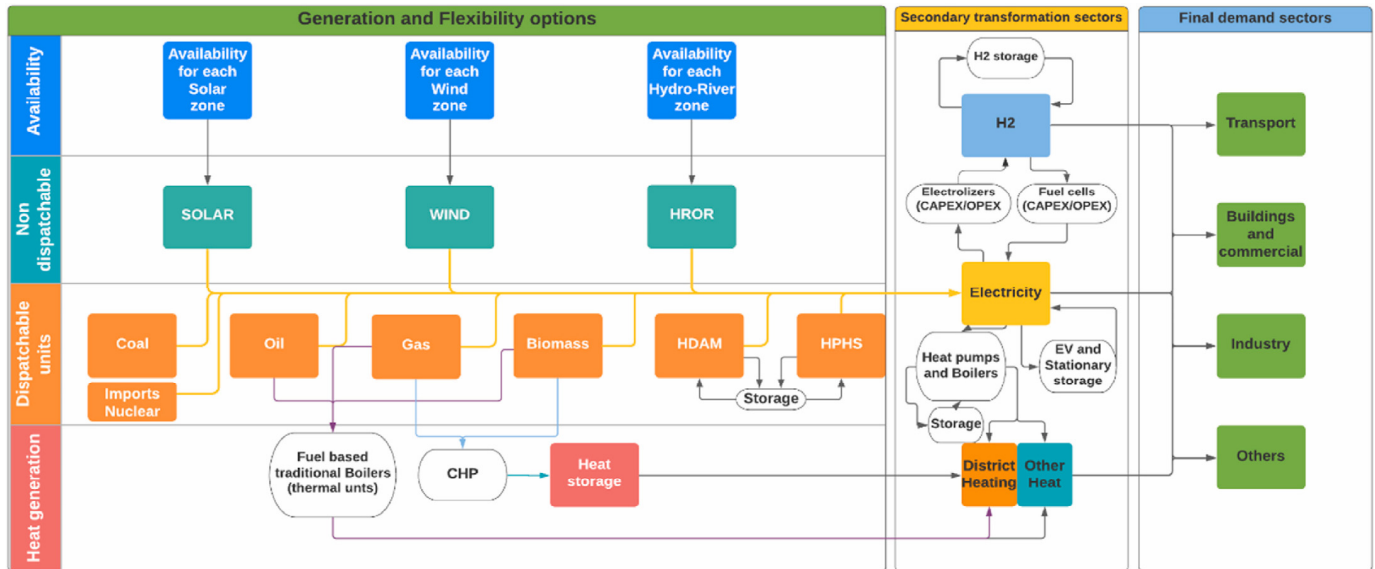 Generation and Flexibility options
Secondary transformation sectors
Final demand sectors
Availability
Availability
for each
Solar
zone
Availability
for each
Wind
zone
Availability
for each
Hydro-River
zone
H2 storage
H2
Transport
Non
dispatchable
SOLAR
WIND
HROR
Electrolizers
(CAPEX/OPEX
Fuel cells
(CAPEX/OPEX)
Buildings
and
commercial
Dispatchable
units
Coal
Imports
Nuclear
Oil
Gas
Biomass
HDAM
HPHS
Storage
Electricity
Heat pumps
and Boilers
EV and
Stationary
storage
Storage
Industry
Heat generation
Fuel based
traditional Boilers
(thermal unts)
CHP
Heat
storage
District
Heating
Other
Heat
Others